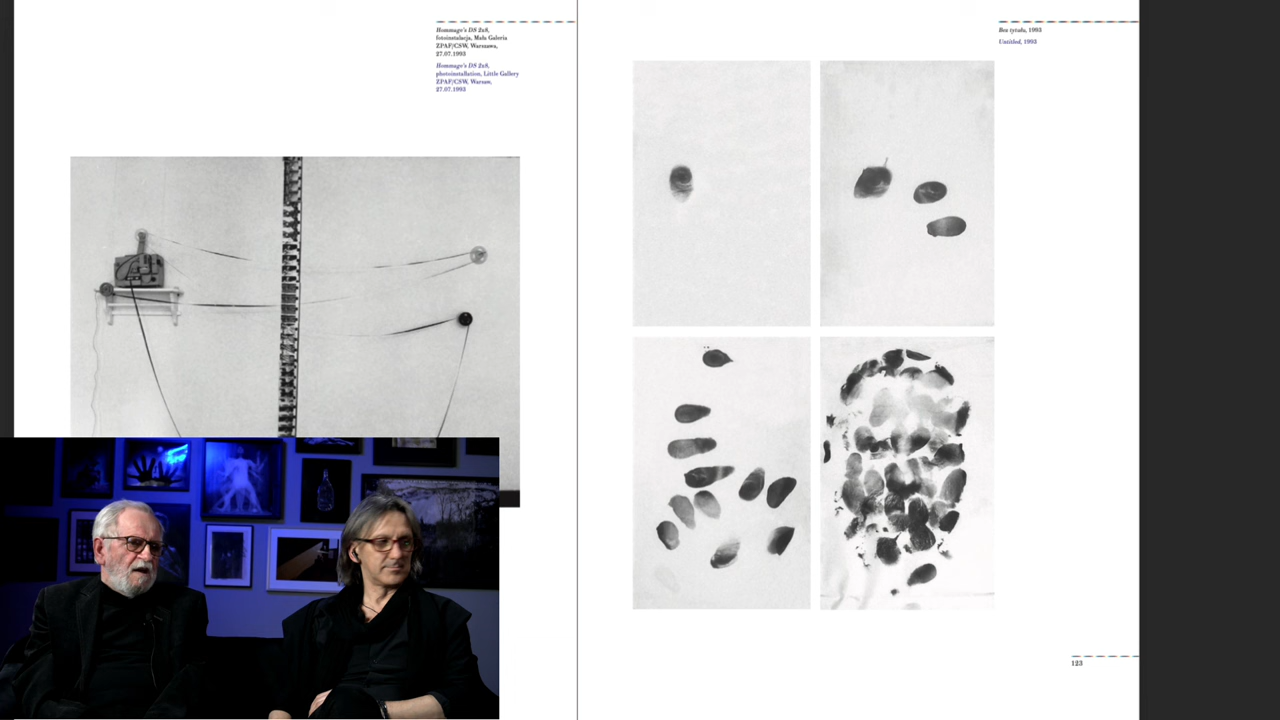 Hommage's DS 2x8,
fotoinstalacja, Mała Galeria
ZPAF/CSW, Warszawa,
27.07.1993
Hommage's DS 2x8,
photoinstallation, Little Gallery
ZPAF/CSW, Warsaw,
27.07.1993
Bez tytułu, 1993
Untitled, 1993
123